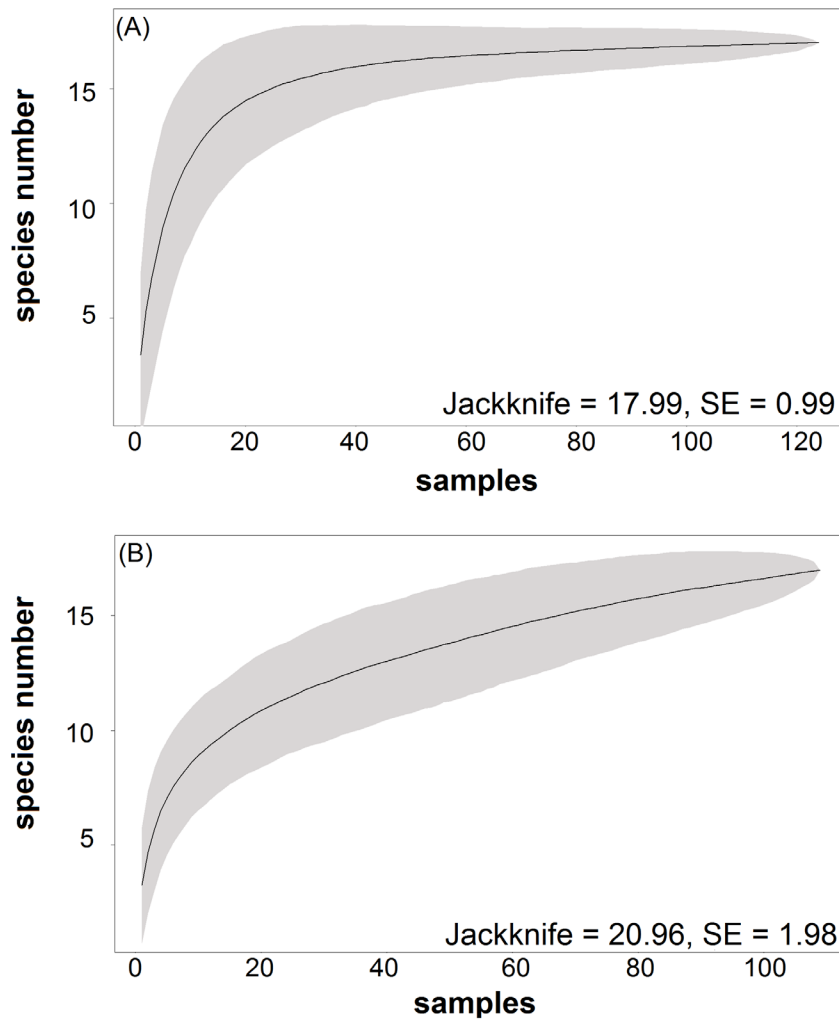 (A)
species number
15
10
5
Jackknife = 17.99, SE = 0.99
0 20 40 60 80 100 120
samples
(B)
species number
15
10
5
Jackknife = 20.96, SE = 1.98
0 20 40 60 80 100
samples